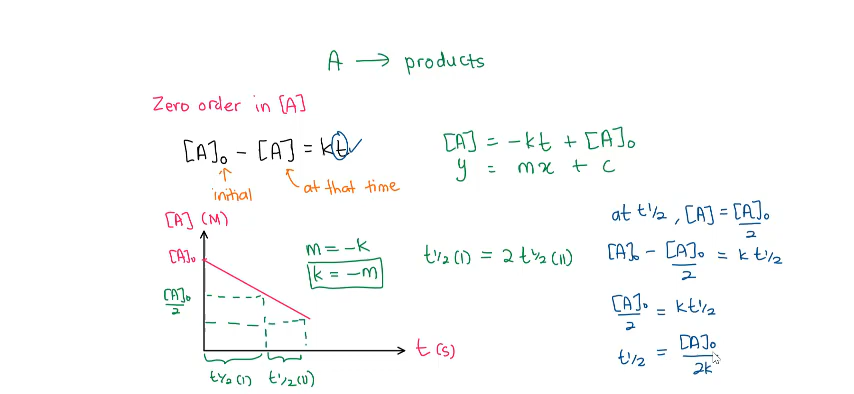 A → products
Zero order in [A]
[A]₀ − [A] = kt ✓
initial
at that time
[A] = −kt + [A]₀
y = mx + c
[A] (M)
[A]₀
[A]₀/2
t (s)
t½ (I)
t½ (II)
m = −k
k = −m
t½ (I) = 2 t½ (II)
at t½, [A] = [A]₀/2
[A]₀ − [A]₀/2 = k t½
[A]₀/2 = kt½
t½ = [A]₀/2k